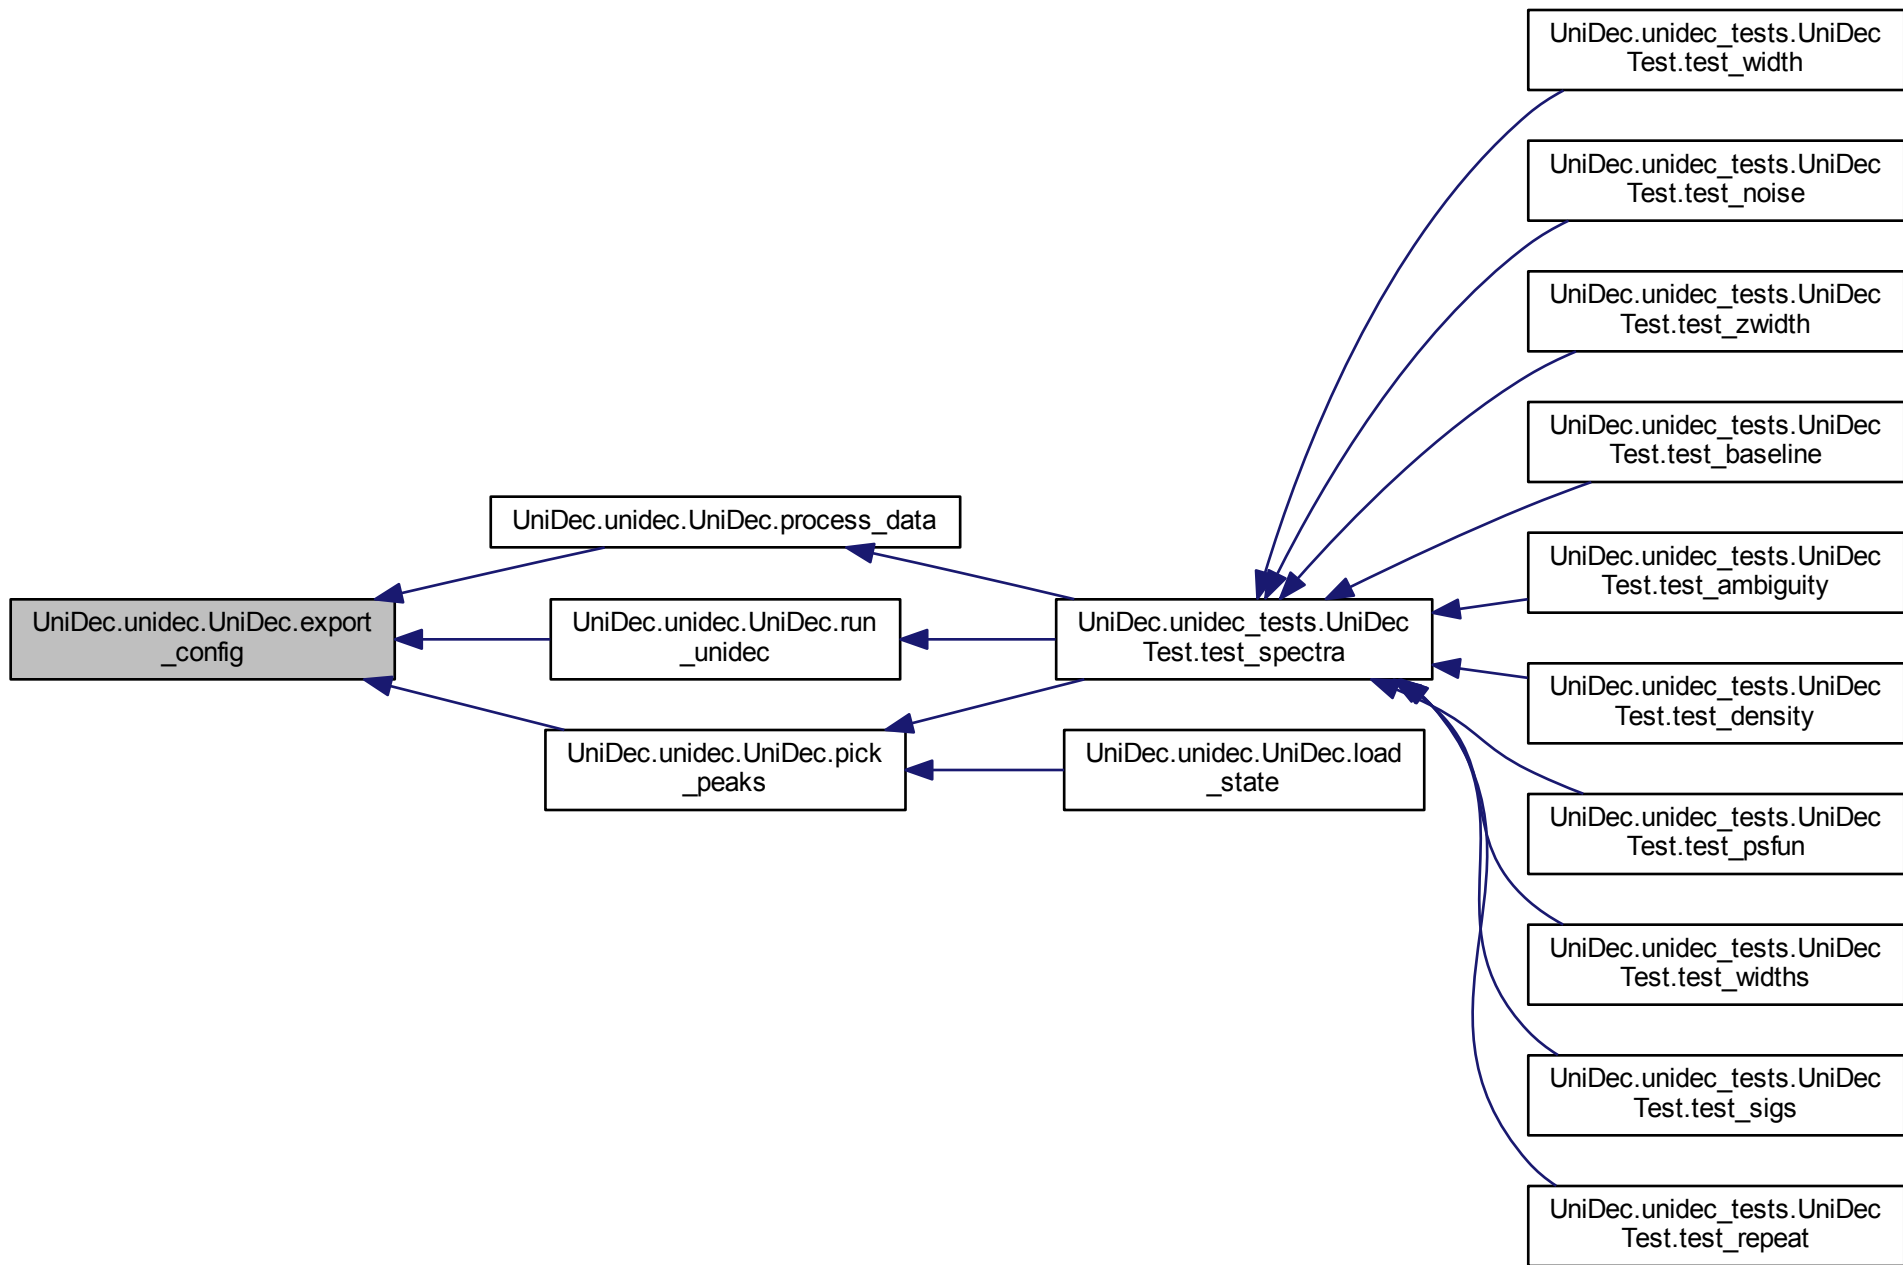 UniDec.unidec.UniDec.export
_config
UniDec.unidec.UniDec.process_data
UniDec.unidec.UniDec.run
_unidec
UniDec.unidec.UniDec.pick
_peaks
UniDec.unidec_tests.UniDec
Test.test_spectra
UniDec.unidec.UniDec.load
_state
UniDec.unidec_tests.UniDec
Test.test_width
UniDec.unidec_tests.UniDec
Test.test_noise
UniDec.unidec_tests.UniDec
Test.test_zwidth
UniDec.unidec_tests.UniDec
Test.test_baseline
UniDec.unidec_tests.UniDec
Test.test_ambiguity
UniDec.unidec_tests.UniDec
Test.test_density
UniDec.unidec_tests.UniDec
Test.test_psfun
UniDec.unidec_tests.UniDec
Test.test_widths
UniDec.unidec_tests.UniDec
Test.test_sigs
UniDec.unidec_tests.UniDec
Test.test_repeat